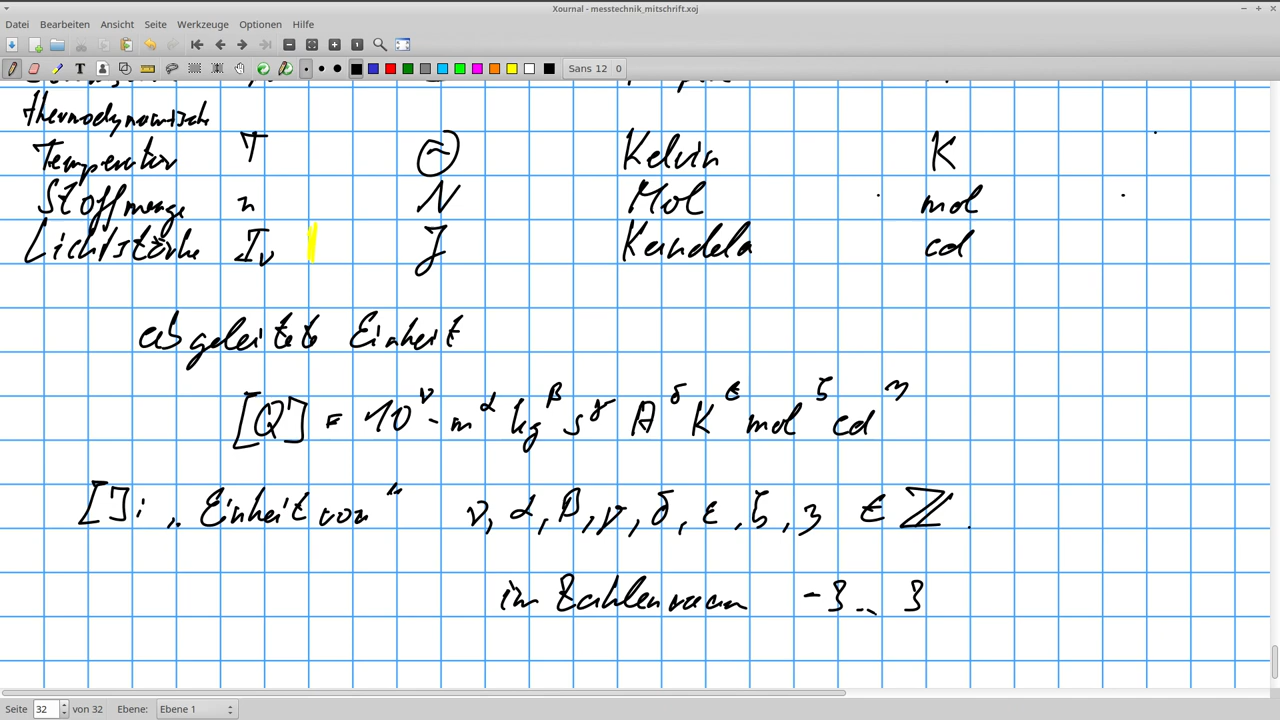 Xournal - messtechnik_mitschrift.xoj
Datei Bearbeiten Ansicht Seite Werkzeuge Optionen Hilfe
Sans 12 0
thermodynamisch
Temperatur T Θ Kelvin K
Stoffmenge n N Mol mol
Lichtstärke Iν J Kandela cd
abgeleitete Einheit
[Q] = 10^ν · m^α kg^β s^γ A^δ K^ε mol^ζ cd^η
[]: „Einheit von“ ν, α, β, γ, δ, ε, ζ, η ∈ ℤ.
im Zahlenraum -3 .. 3
Seite 32 von 32 Ebene: Ebene 1